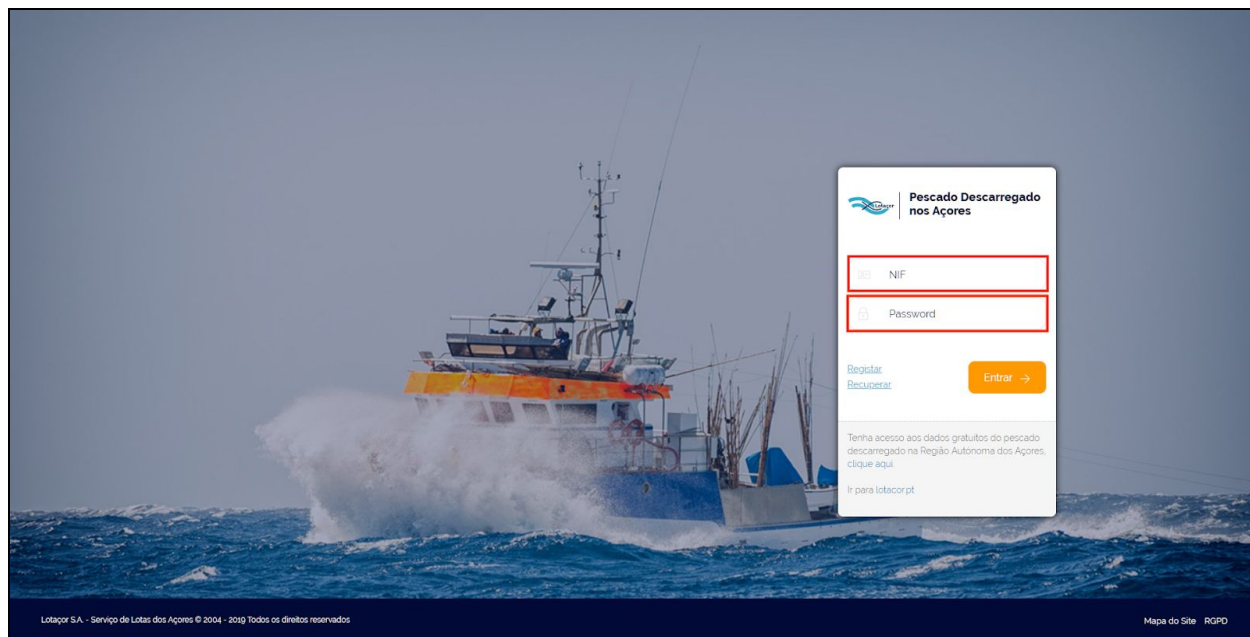 Lotaçor
Pescado Descarregado
nos Açores
NIF
Password
Registar
Recuperar
Entrar →
Tenha acesso aos dados gratuitos do pescado
descarregado na Região Autónoma dos Açores,
clique aqui.
Ir para lotacor.pt
Lotaçor S.A. - Serviço de Lotas dos Açores © 2004 - 2019 Todos os direitos reservados
Mapa do Site RGPD